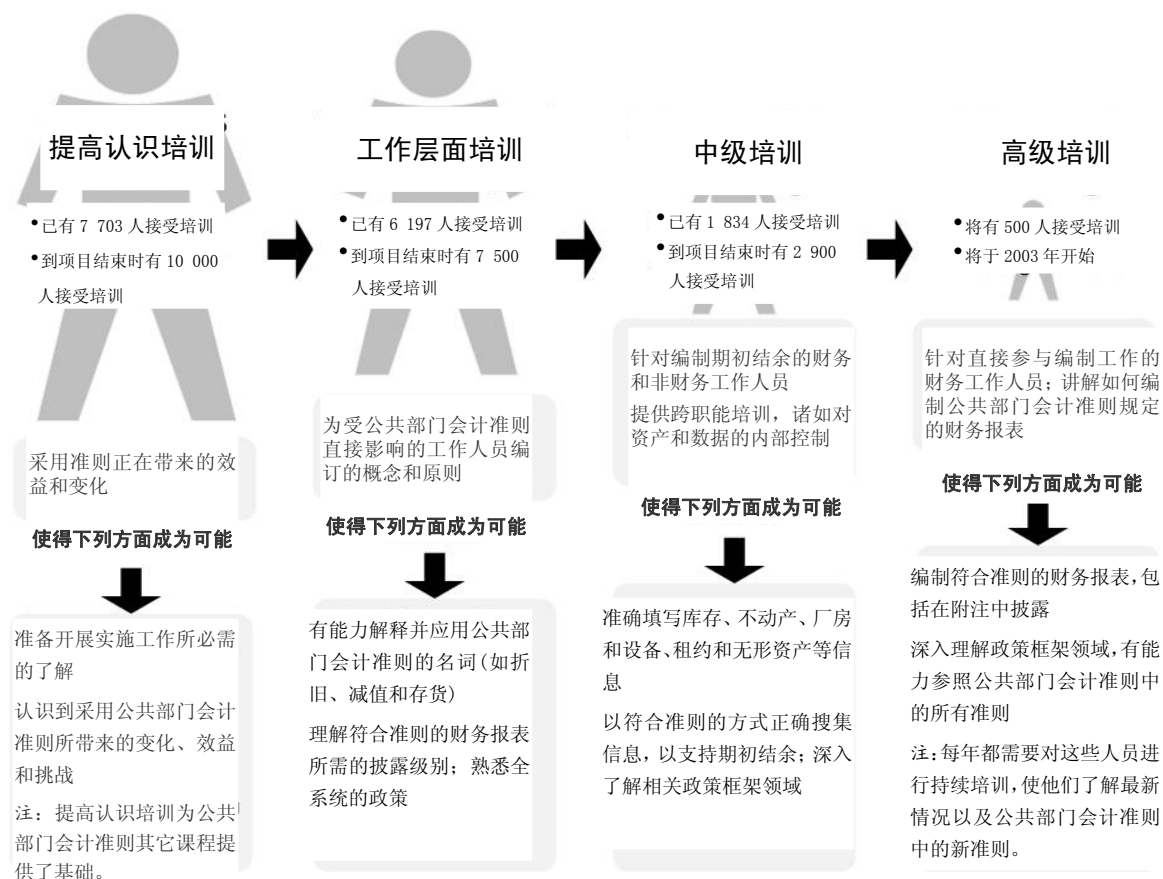 提高认识培训
•已有 7 703 人接受培训
•到项目结束时有 10 000
人接受培训
采用准则正在带来的效
益和变化
使得下列方面成为可能
准备开展实施工作所必需
的了解
认识到采用公共部门会计
准则所带来的变化、效益
和挑战
注：提高认识培训为公共
部门会计准则其它课程提
供了基础。
工作层面培训
•已有 6 197 人接受培训
•到项目结束时有 7 500
人接受培训
为受公共部门会计准则
直接影响的工作人员编
订的概念和原则
使得下列方面成为可能
有能力解释并应用公共部
门会计准则的名词(如折
旧、减值和存货)
理解符合准则的财务报表
所需的披露级别；熟悉全
系统的政策
中级培训
•已有 1 834 人接受培训
•到项目结束时有 2 900
人接受培训
针对编制期初结余的财务
和非财务工作人员
提供跨职能培训，诸如对
资产和数据的内部控制
使得下列方面成为可能
准确填写库存、不动产、厂房
和设备、租约和无形资产等信
息
以符合准则的方式正确搜集
信息，以支持期初结余；深入
了解相关政策框架领域
高级培训
•将有 500 人接受培训
•将于 2003 年开始
针对直接参与编制工作的
财务工作人员；讲解如何编
制公共部门会计准则规定
的财务报表
使得下列方面成为可能
编制符合准则的财务报表，包
括在附注中披露
深入理解政策框架领域，有能
力参照公共部门会计准则中
的所有准则
注：每年都需要对这些人员进
行持续培训，使他们了解最新
情况以及公共部门会计准则
中的新准则。